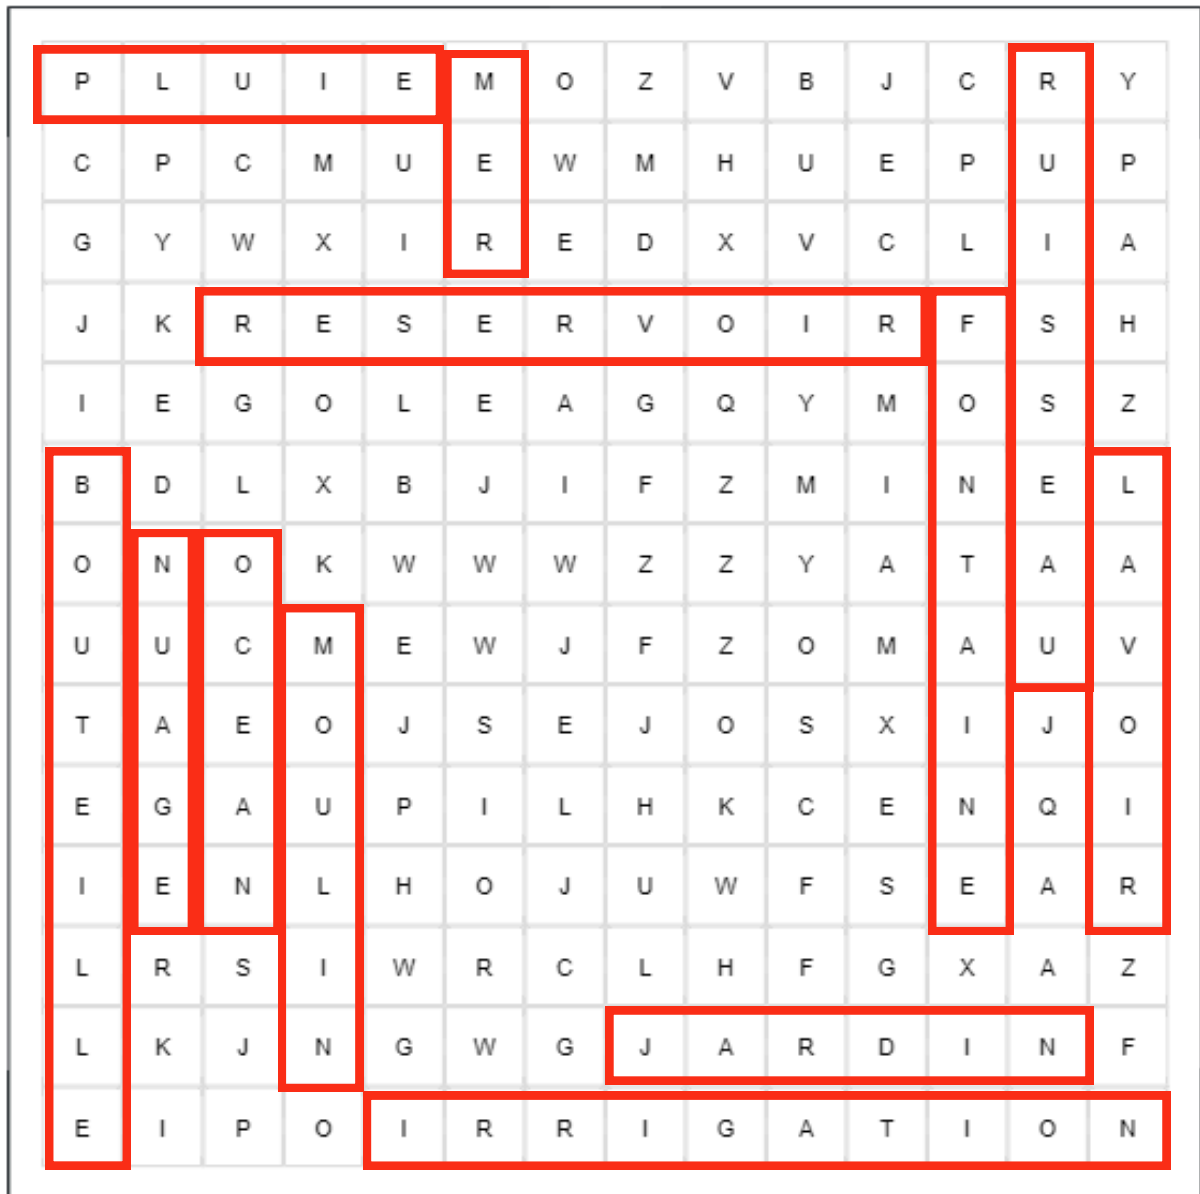 P L U I E M O Z V B J C R Y
C P C M U E W M H U E P U P
G Y W X I R E D X V C L I A
J K R E S E R V O I R F S H
I E G O L E A G Q Y M O S Z
B D L X B J I F Z M I N E L
O N O K W W W Z Z Y A T A A
U U C M E W J F Z O M A U V
T A E O J S E J O S X I J O
E G A U P I L H K C E N Q I
I E N L H O J U W F S E A R
L R S I W R C L H F G X A Z
L K J N G W G J A R D I N F
E I P O I R R I G A T I O N